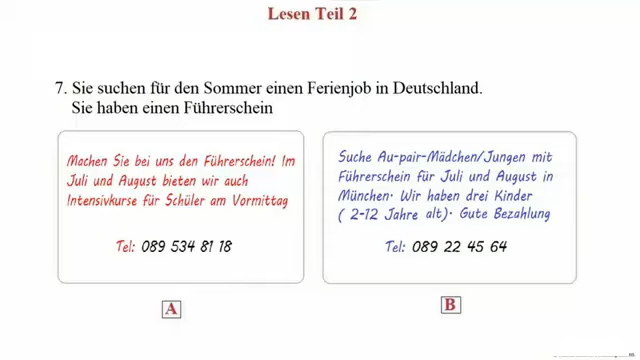 Lesen Teil 2
7. Sie suchen für den Sommer einen Ferienjob in Deutschland.
Sie haben einen Führerschein
Machen Sie bei uns den Führerschein! Im
Juli und August bieten wir auch
Intensivkurse für Schüler am Vormittag
Tel: 089 534 81 18
A
Suche Au-pair-Mädchen/Jungen mit
Führerschein für Juli und August in
München. Wir haben drei Kinder
( 2-12 Jahre alt). Gute Bezahlung
Tel: 089 22 45 64
B